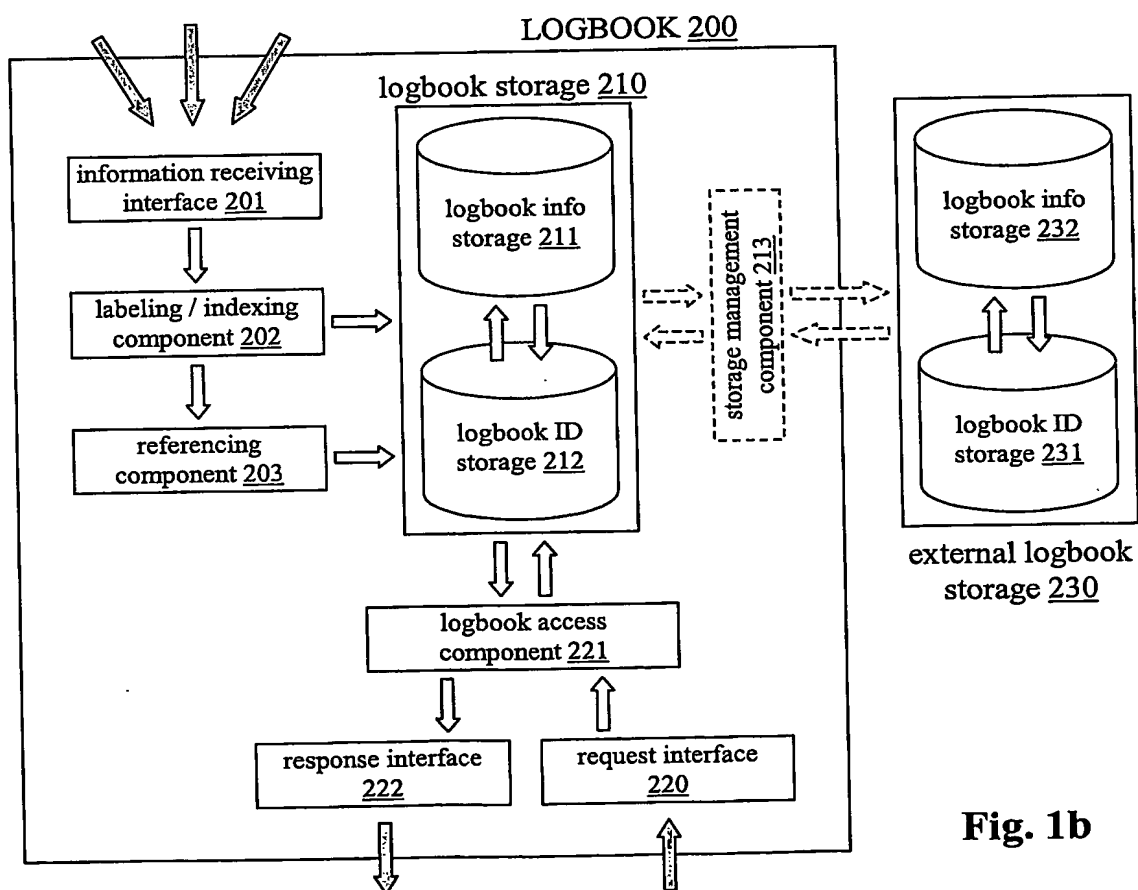 LOGBOOK 200
logbook storage 210
information receiving
interface 201
labeling / indexing
component 202
referencing
component 203
logbook info
storage 211
logbook ID
storage 212
storage management
component 213
logbook info
storage 232
logbook ID
storage 231
external logbook
storage 230
logbook access
component 221
response interface
222
request interface
220
Fig. 1b